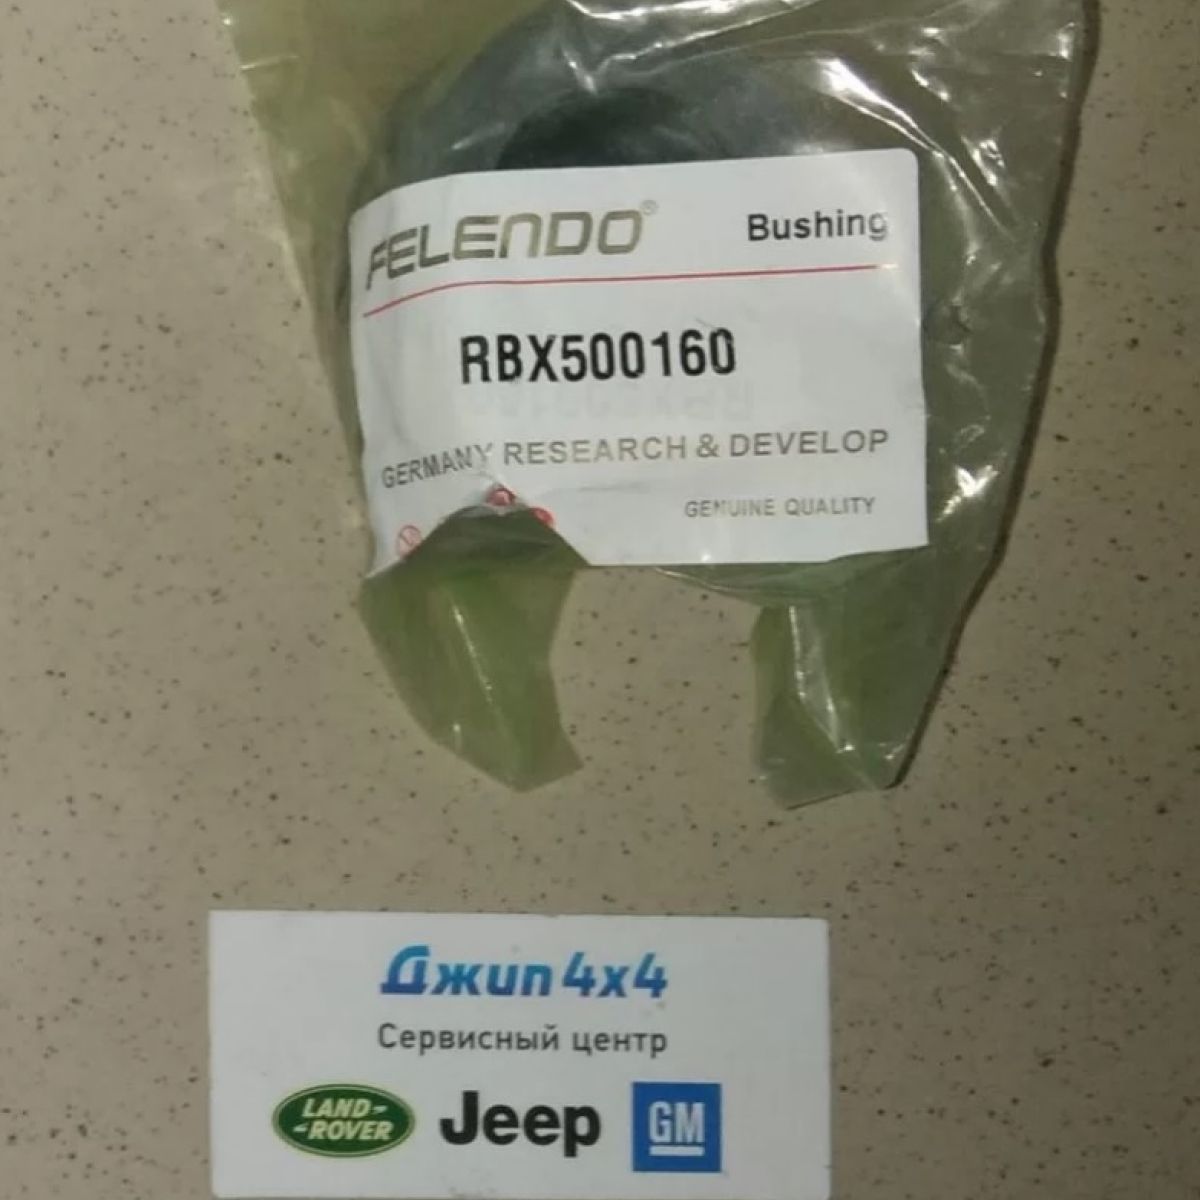 FELENDO®
Bushing
RBX500160
GERMANY RESEARCH & DEVELOP
GENUINE QUALITY
Джип 4x4
Сервисный центр
LAND-
-ROVER
Jeep
GM